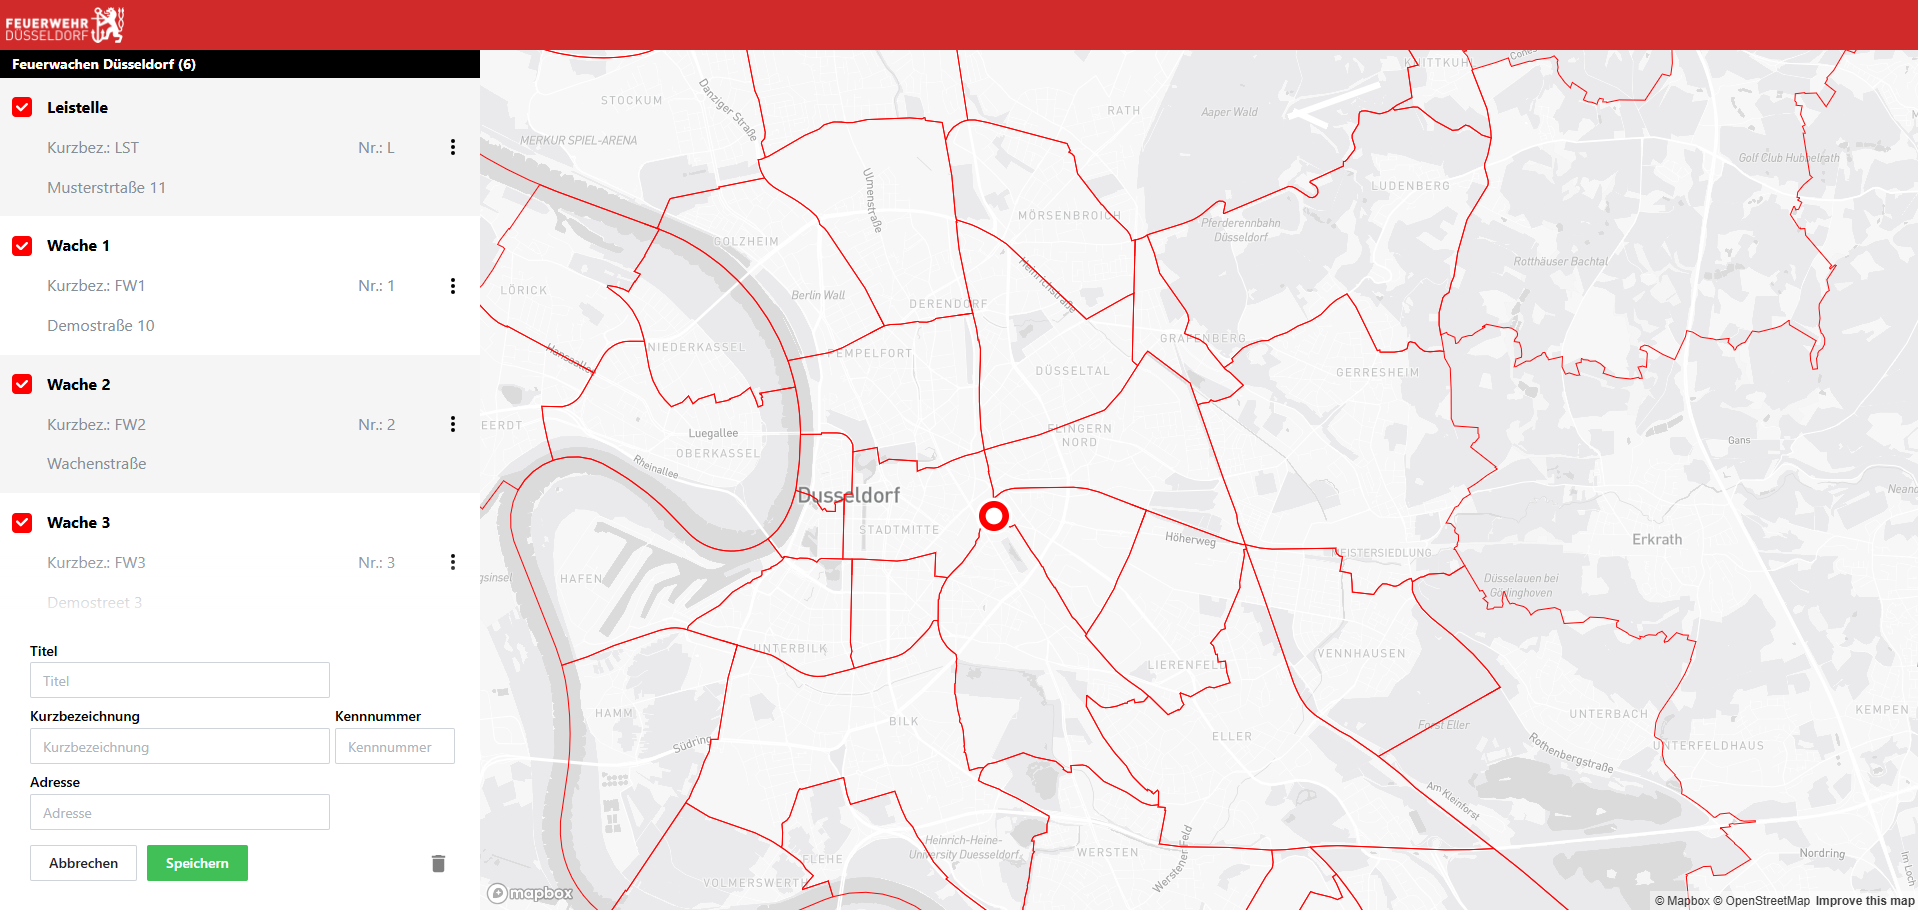 FEUERWEHR
DÜSSELDORF
Feuerwachen Düsseldorf (6)
Leistelle
Kurzbez.: LST
Nr.: L
Musterstrtaße 11
Wache 1
Kurzbez.: FW1
Nr.: 1
Demostraße 10
Wache 2
Kurzbez.: FW2
Nr.: 2
Wachenstraße
Wache 3
Kurzbez.: FW3
Nr.: 3
Demostreet 3
Titel
Titel
Kurzbezeichnung
Kennnummer
Kurzbezeichnung
Kennnummer
Adresse
Adresse
Abbrechen
Speichern
KNITTKUH
STOCKUM
Danziger Straße
RATH
Aaper Wald
MERKUR SPIEL-ARENA
Golf Club Hubbelrath
Ulmenstraße
LUDENBERG
MÖRSENBROICH
Pferderennbahn
Düsseldorf
GOLZHEIM
Rotthäuser Bachtal
Heinrichstraße
LÖRICK
Berlin Wall
DERENDORF
GRAFENBERG
NIEDERKASSEL
Hansaallee
PEMPELFORT
DÜSSELTAL
GERRESHEIM
EERDT
Luegallee
OBERKASSEL
FLINGERN
NORD
Gans
Rheinallee
Dusseldorf
Neand
STADTMITTE
Höherweg
Erkrath
MEISTERSIEDLUNG
gsinsel
HAFEN
Düsselauen bei
Gödinghoven
UNTERBILK
VENNHAUSEN
LIERENFELD
HAMM
BILK
Südring
ELLER
Forst Eller
UNTERBACH
KEMPEN
Rothenbergstraße
UNTERFELDHAUS
Am Kleinforst
Heinrich-Heine-
University Duesseldorf
FLEHE
WERSTEN
Werstener Feld
VOLMERSWERTH
Nordring
Im Loch
mapbox
© Mapbox © OpenStreetMap Improve this map